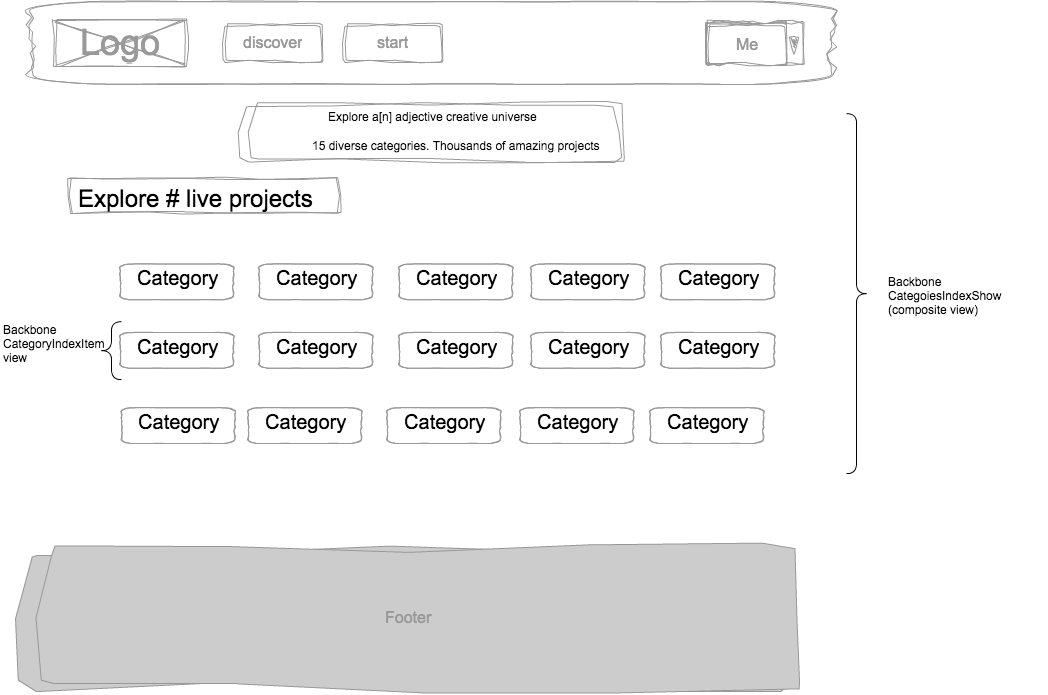 Logo
discover
start
Me
Explore a[n] adjective creative universe
15 diverse categories. Thousands of amazing projects
Explore # live projects
Category Category Category Category Category
Backbone
CategoryIndexItem
view
Category Category Category Category Category
Category Category Category Category Category
Backbone
CategoiesIndexShow
(composite view)
Footer